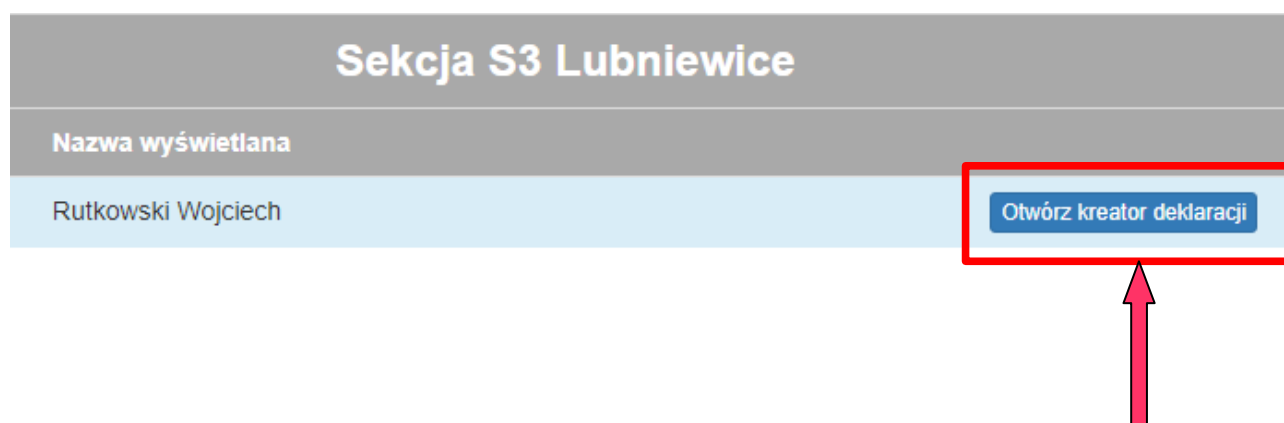 Sekcja S3 Lubniewice
Nazwa wyświetlana
Rutkowski Wojciech
Otwórz kreator deklaracji